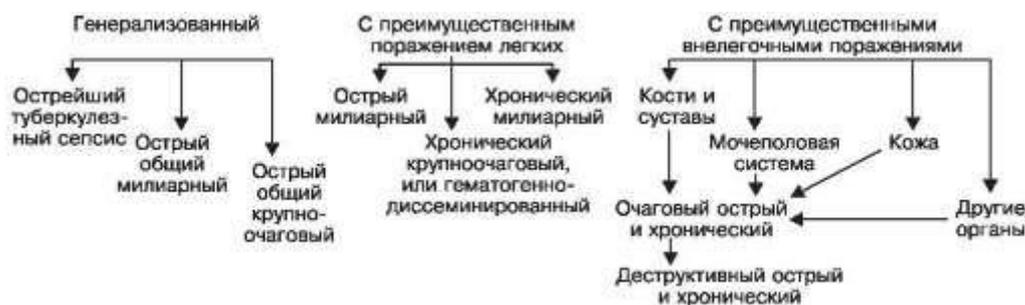 Генерализованный
Острейший
туберкулез-
ный сепсис
Острый
общий
милиарный
Острый
общий
крупно-
очаговый
С преимущественным
поражением легких
Острый
милиарный
Хронический
милиарный
Хронический
крупноочаговый,
или гематогенно-
диссеминированный
С преимущественными
внелегочными поражениями
Кости и
суставы
Мочеполовая
система
Кожа
Другие
органы
Очаговый острый
и хронический
Деструктивный острый
и хронический